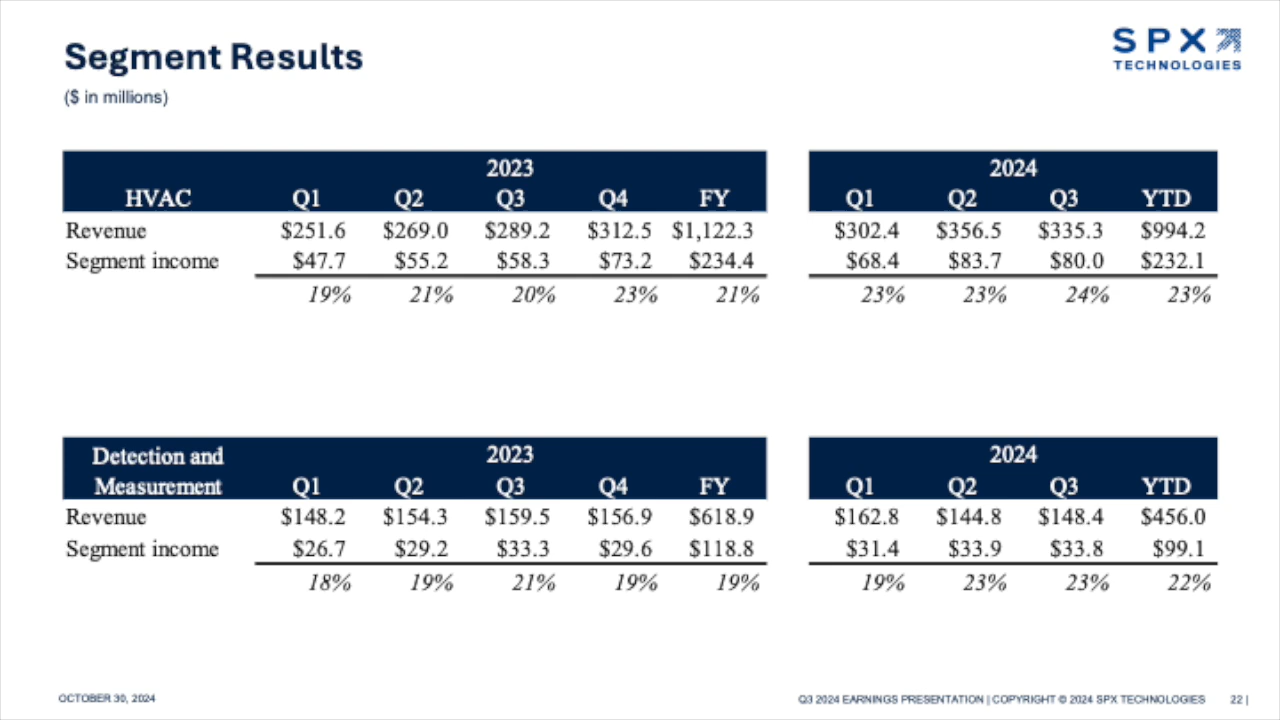 Segment Results
($ in millions)
SPX
TECHNOLOGIES
2023
HVAC Q1 Q2 Q3 Q4 FY
Revenue $251.6 $269.0 $289.2 $312.5 $1,122.3
Segment income $47.7 $55.2 $58.3 $73.2 $234.4
19% 21% 20% 23% 21%
2024
Q1 Q2 Q3 YTD
$302.4 $356.5 $335.3 $994.2
$68.4 $83.7 $80.0 $232.1
23% 23% 24% 23%
Detection and 2023
Measurement Q1 Q2 Q3 Q4 FY
Revenue $148.2 $154.3 $159.5 $156.9 $618.9
Segment income $26.7 $29.2 $33.3 $29.6 $118.8
18% 19% 21% 19% 19%
2024
Q1 Q2 Q3 YTD
$162.8 $144.8 $148.4 $456.0
$31.4 $33.9 $33.8 $99.1
19% 23% 23% 22%
OCTOBER 30, 2024
Q3 2024 EARNINGS PRESENTATION | COPYRIGHT © 2024 SPX TECHNOLOGIES 22 |